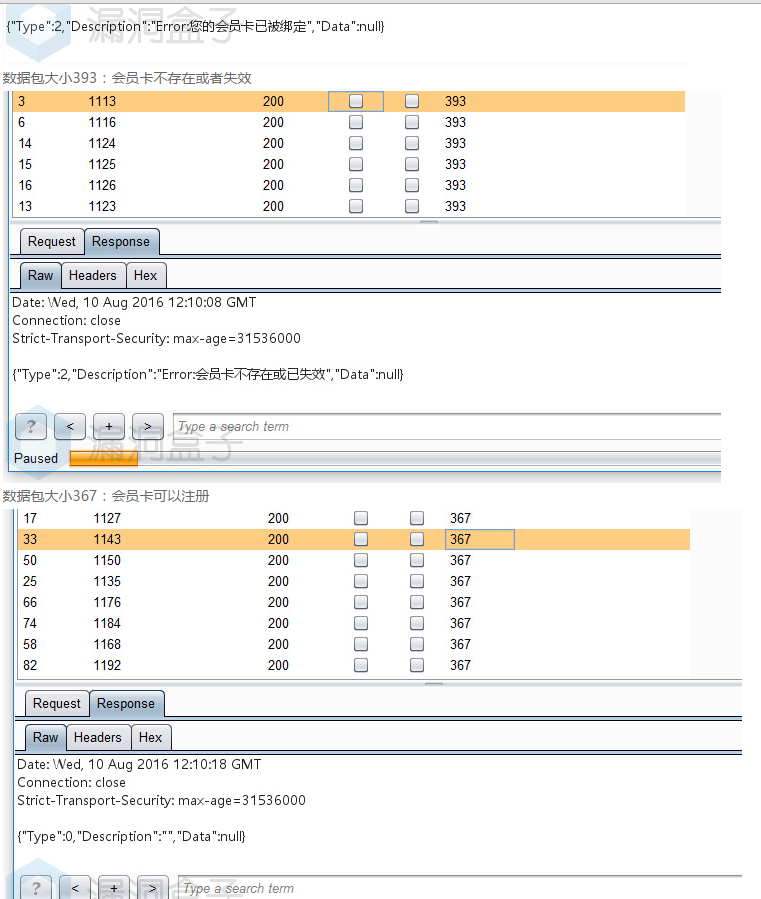 漏洞盒子
{"Type":2,"Description":"Error:您的会员卡已被绑定","Data":null}
数据包大小393：会员卡不存在或者失效
3 1113 200 393
6 1116 200 393
14 1124 200 393
15 1125 200 393
16 1126 200 393
13 1123 200 393
Request Response
Raw Headers Hex
Date: Wed, 10 Aug 2016 12:10:08 GMT
Connection: close
Strict-Transport-Security: max-age=31536000
{"Type":2,"Description":"Error:会员卡不存在或已失效","Data":null}
? < + > Type a search term
漏洞盒子
Paused
数据包大小367：会员卡可以注册
17 1127 200 367
33 1143 200 367
50 1150 200 367
25 1135 200 367
66 1176 200 367
74 1184 200 367
58 1168 200 367
82 1192 200 367
Request Response
Raw Headers Hex
Date: Wed, 10 Aug 2016 12:10:18 GMT
Connection: close
Strict-Transport-Security: max-age=31536000
{"Type":0,"Description":"","Data":null}
? < + > Type a search term
漏洞盒子